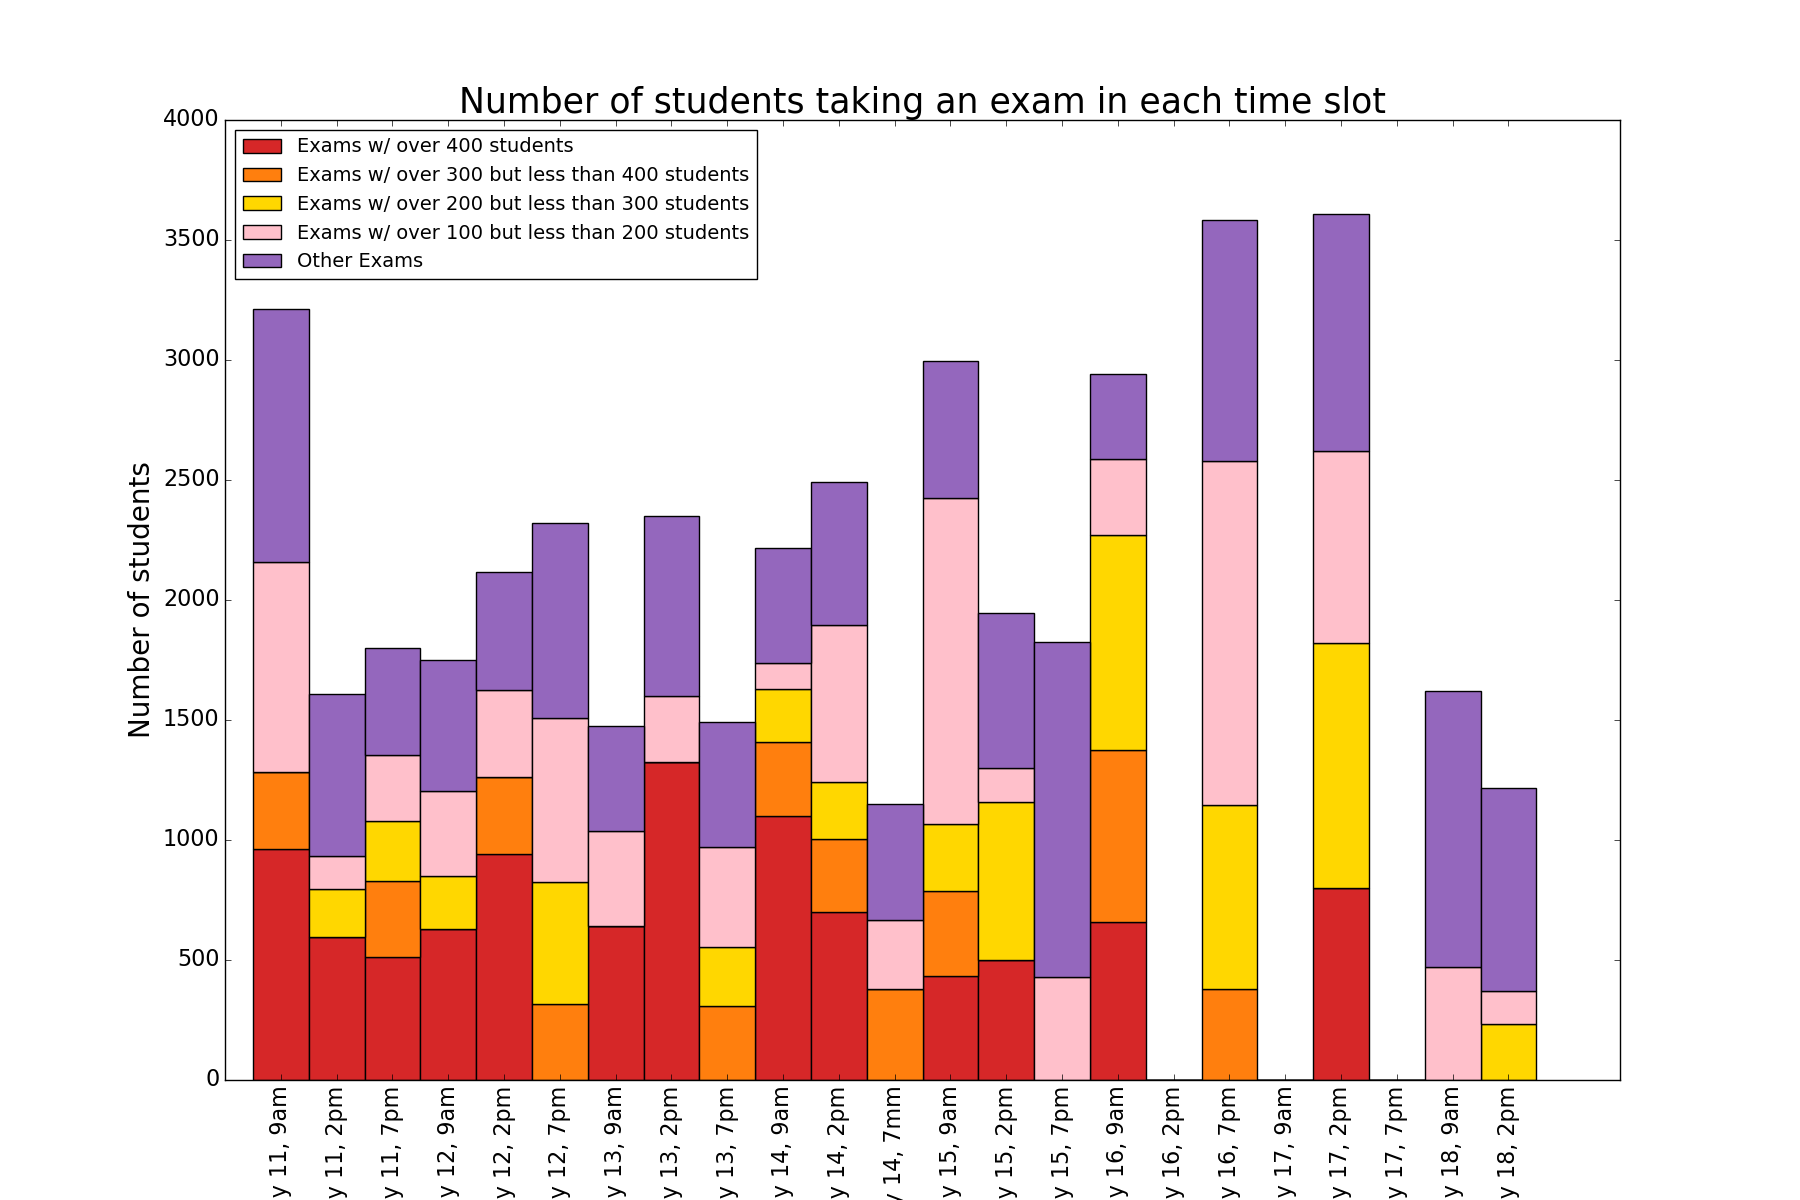 Number of students taking an exam in each time slot
Exams w/ over 400 students
Exams w/ over 300 but less than 400 students
Exams w/ over 200 but less than 300 students
Exams w/ over 100 but less than 200 students
Other Exams
Number of students
4000
3500
3000
2500
2000
1500
1000
500
0
y 11, 9am
y 11, 2pm
y 11, 7pm
y 12, 9am
y 12, 2pm
y 12, 7pm
y 13, 9am
y 13, 2pm
y 13, 7pm
y 14, 9am
y 14, 2pm
y 14, 7mm
y 15, 9am
y 15, 2pm
y 15, 7pm
y 16, 9am
y 16, 2pm
y 16, 7pm
y 17, 9am
y 17, 2pm
y 17, 7pm
y 18, 9am
y 18, 2pm